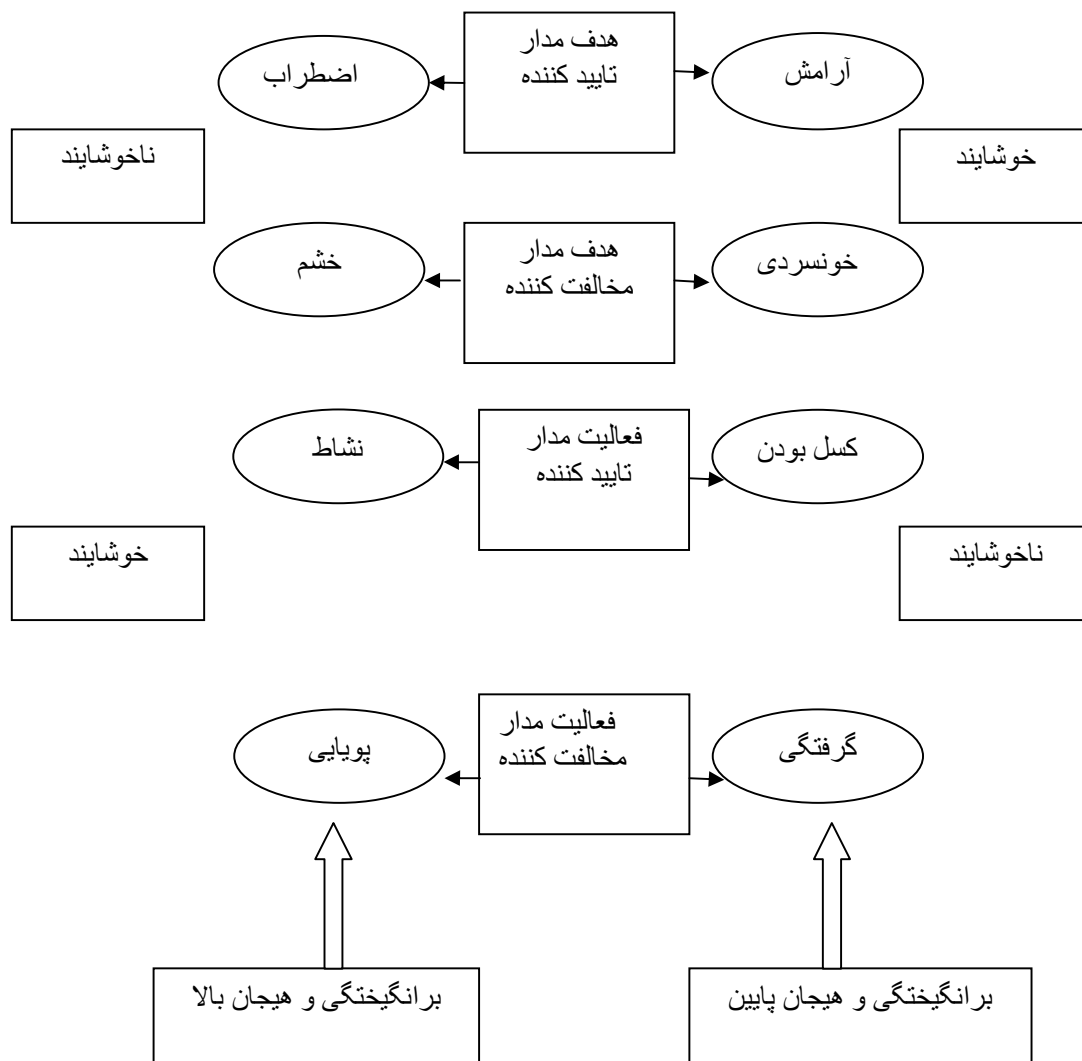 هدف مدار
تایید کننده
آرامش
اضطراب
خوشایند
ناخوشایند
هدف مدار
مخالفت کننده
خونسردی
خشم
فعالیت مدار
تایید کننده
کسل بودن
نشاط
ناخوشایند
خوشایند
فعالیت مدار
مخالفت کننده
گرفتگی
پویایی
برانگیختگی و هیجان پایین
برانگیختگی و هیجان بالا